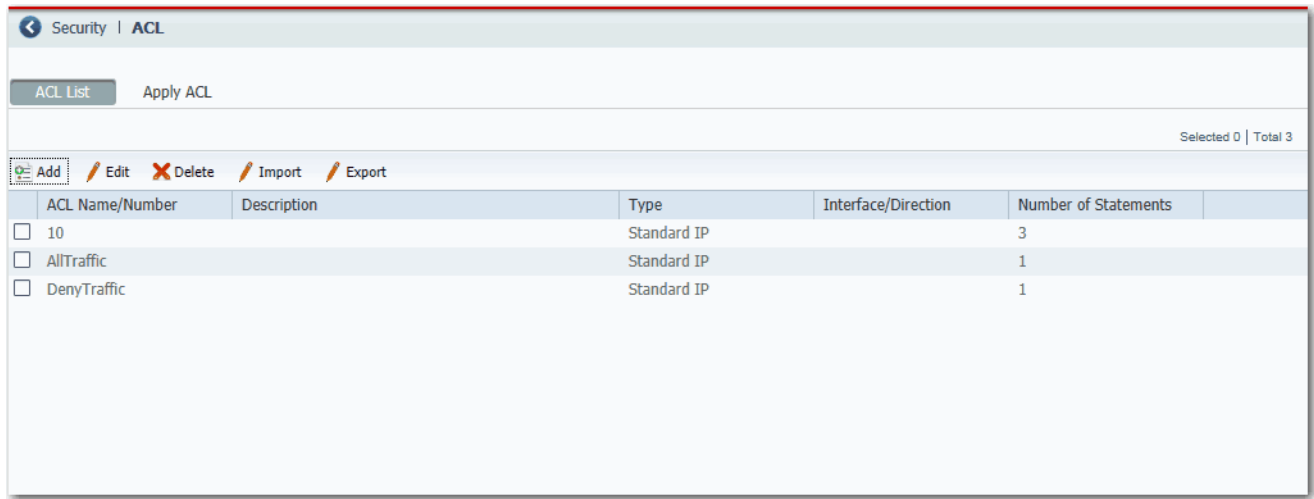 Security | ACL
ACL List Apply ACL
Selected 0 | Total 3
Add Edit Delete Import Export
ACL Name/Number Description Type Interface/Direction Number of Statements
10 Standard IP 3
AllTraffic Standard IP 1
DenyTraffic Standard IP 1